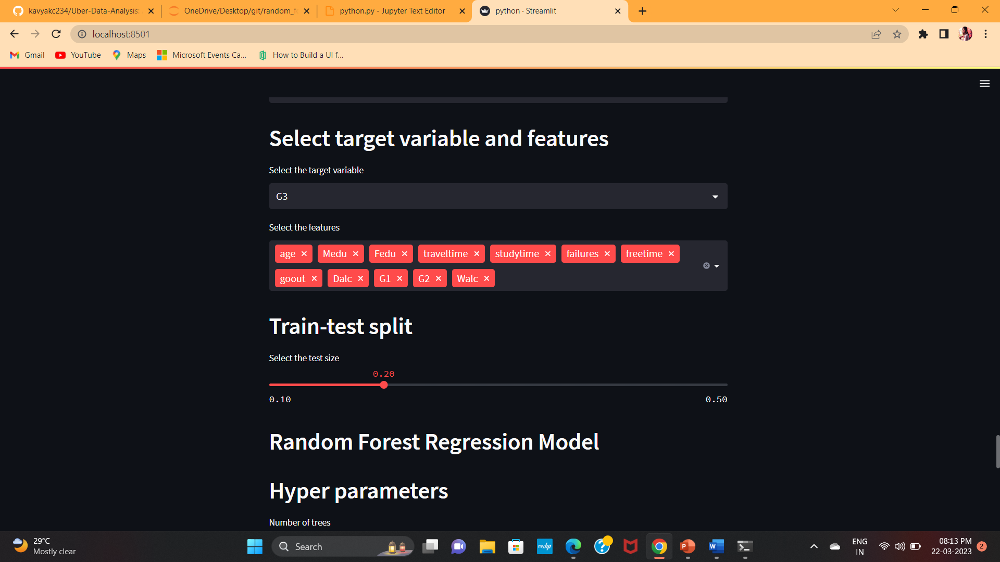 kavyakc234/Uber-Data-Analysis:
OneDrive/Desktop/git/random_f
python.py - Jupyter Text Editor
python · Streamlit
localhost:8501
Gmail
YouTube
Maps
Microsoft Events Ca...
How to Build a UI f...
Select target variable and features
Select the target variable
G3
Select the features
age Medu Fedu traveltime studytime failures freetime
goout Dalc G1 G2 Walc
Train-test split
Select the test size
0.20
0.10 0.50
Random Forest Regression Model
Hyper parameters
Number of trees
29°C
Mostly clear
Search
myhp
ENG
IN
08:13 PM
22-03-2023
2